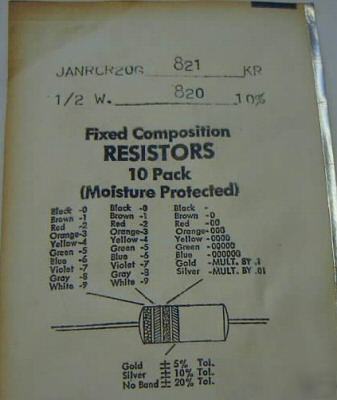 JANRCR20G 821 KR
1/2 W. 820 10%
Fixed Composition
RESISTORS
10 Pack
(Moisture Protected)
Black -0 Black -0 Black -
Brown -1 Brown -1 Brown -0
Red -2 Red -2 Red -00
Orange-3 Orange-3 Orange-000
Yellow-4 Yellow-4 Yellow -0000
Green -5 Green -5 Green -00000
Blue -6 Blue -6 Blue -000000
Violet -7 Violet -7 Gold -MULT. BY .1
Gray -8 Gray -8 Silver -MULT. BY .01
White -9 White -9
Gold ± 5% Tol.
Silver ± 10% Tol.
No Band ± 20% Tol.